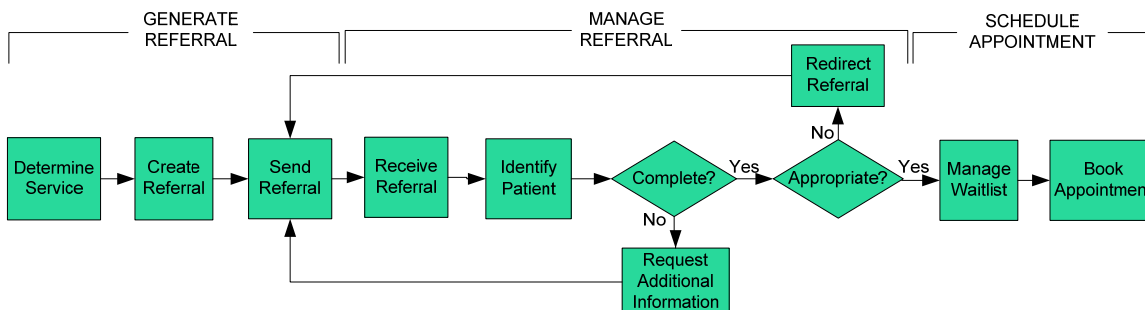 GENERATE
REFERRAL
MANAGE
REFERRAL
SCHEDULE
APPOINTMENT
Redirect
Referral
No
Determine
Service
Create
Referral
Send
Referral
Receive
Referral
Identify
Patient
Complete?
Yes
Appropriate?
Yes
Manage
Waitlist
Book
Appointment
No
Request
Additional
Information